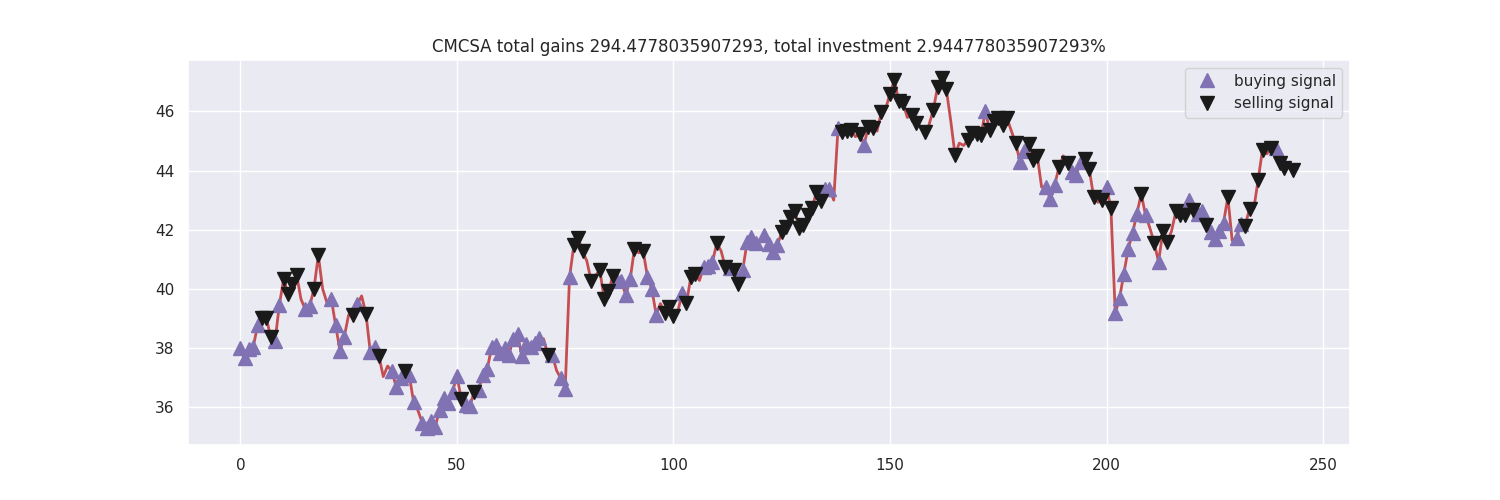 CMCSA total gains 294.4778035907293, total investment 2.944778035907293%
buying signal
selling signal
46
44
42
40
38
36
0 50 100 150 200 250